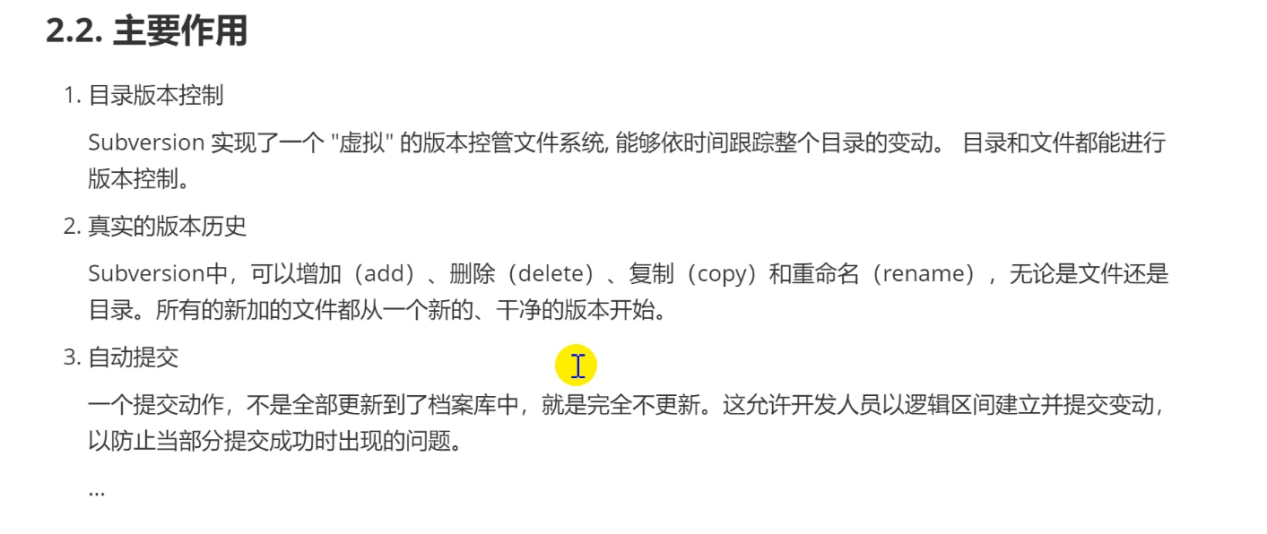 2.2. 主要作用
1. 目录版本控制
Subversion 实现了一个 "虚拟" 的版本控管文件系统, 能够依时间跟踪整个目录的变动。 目录和文件都能进行
版本控制。
2. 真实的版本历史
Subversion中，可以增加（add）、删除（delete）、复制（copy）和重命名（rename），无论是文件还是
目录。所有的新加的文件都从一个新的、干净的版本开始。
3. 自动提交
一个提交动作，不是全部更新到了档案库中，就是完全不更新。这允许开发人员以逻辑区间建立并提交变动，
以防止当部分提交成功时出现的问题。
...